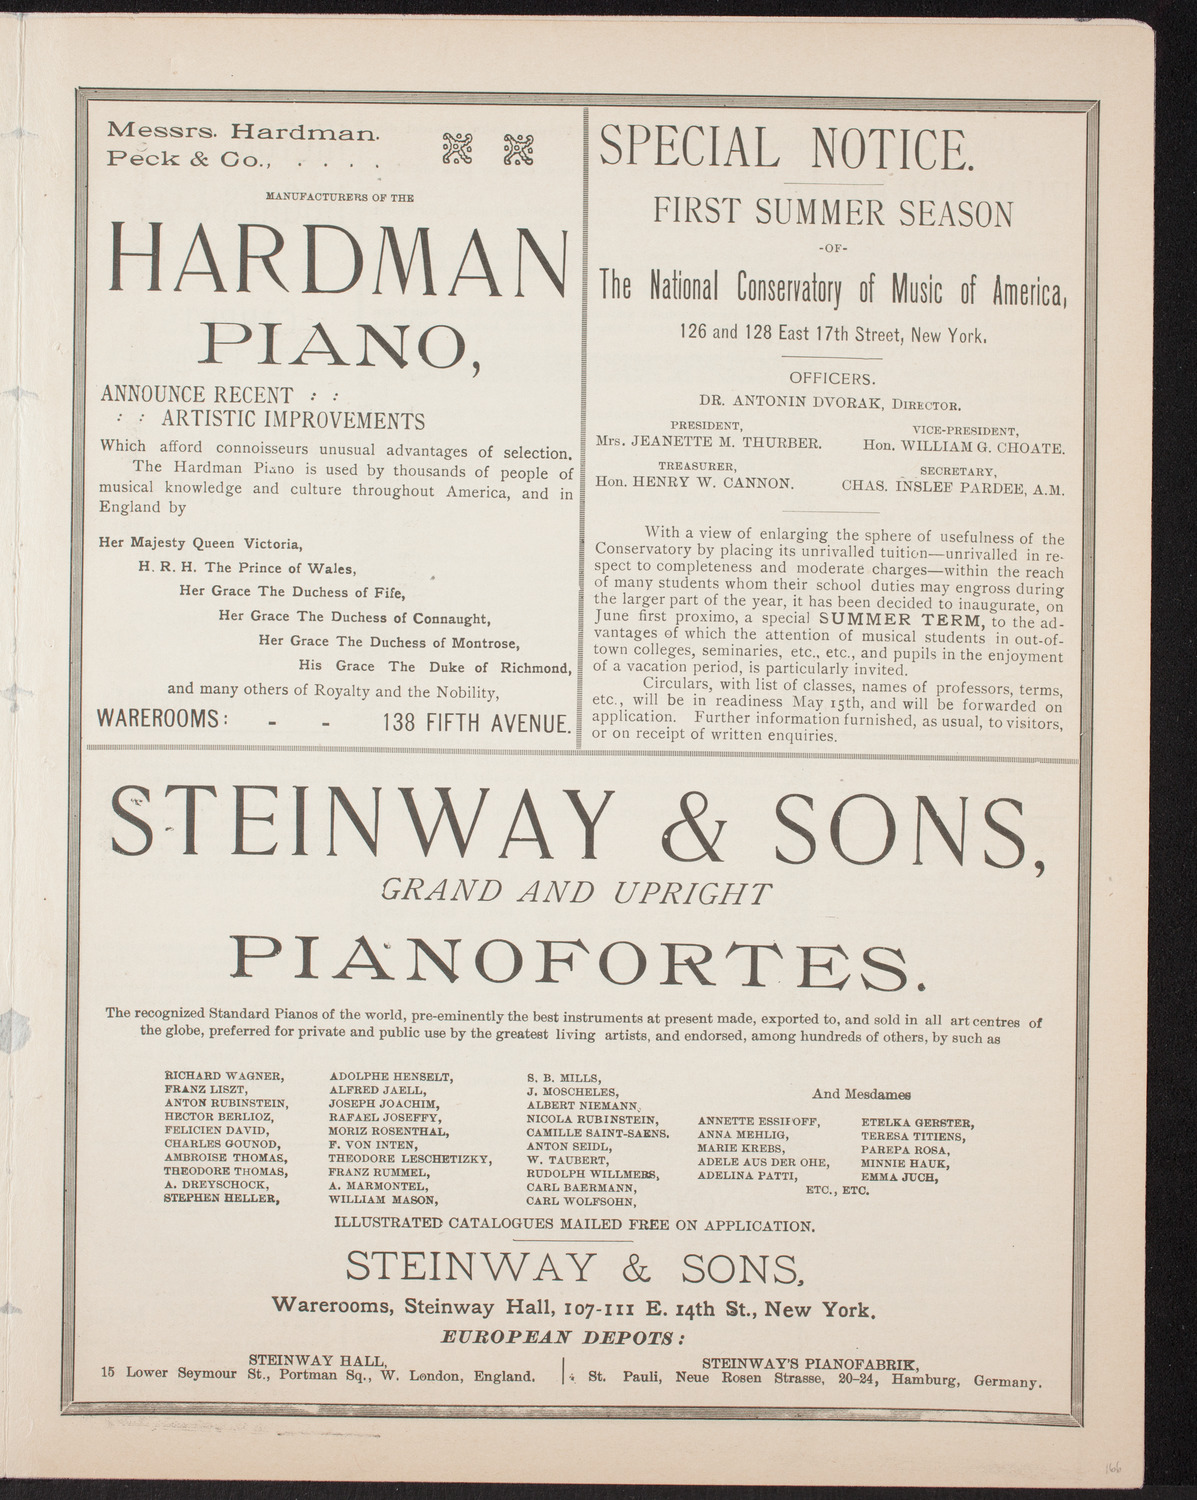 Messrs. Hardman.
Peck & Co., . . . .
MANUFACTURERS OF THE
HARDMAN
PIANO,
ANNOUNCE RECENT : :
: : ARTISTIC IMPROVEMENTS
Which afford connoisseurs unusual advantages of selection.
The Hardman Piano is used by thousands of people of
musical knowledge and culture throughout America, and in
England by
Her Majesty Queen Victoria,
H. R. H. The Prince of Wales,
Her Grace The Duchess of Fife,
Her Grace The Duchess of Connaught,
Her Grace The Duchess of Montrose,
His Grace The Duke of Richmond,
and many others of Royalty and the Nobility,
WAREROOMS: - - 138 FIFTH AVENUE.
SPECIAL NOTICE.
FIRST SUMMER SEASON
-OF-
The National Conservatory of Music of America,
126 and 128 East 17th Street, New York.
OFFICERS.
DR. ANTONIN DVORAK, DIRECTOR.
PRESIDENT, VICE-PRESIDENT,
Mrs. JEANETTE M. THURBER. Hon. WILLIAM G. CHOATE.
TREASURER, SECRETARY,
Hon. HENRY W. CANNON. CHAS. INSLEE PARDEE, A.M.
With a view of enlarging the sphere of usefulness of the
Conservatory by placing its unrivalled tuition—unrivalled in re-
spect to completeness and moderate charges—within the reach
of many students whom their school duties may engross during
the larger part of the year, it has been decided to inaugurate, on
June first proximo, a special SUMMER TERM, to the ad-
vantages of which the attention of musical students in out-of-
town colleges, seminaries, etc., etc., and pupils in the enjoyment
of a vacation period, is particularly invited.
Circulars, with list of classes, names of professors, terms,
etc., will be in readiness May 15th, and will be forwarded on
application. Further information furnished, as usual, to visitors,
or on receipt of written enquiries.
STEINWAY & SONS,
GRAND AND UPRIGHT
PIANOFORTES.
The recognized Standard Pianos of the world, pre-eminently the best instruments at present made, exported to, and sold in all art centres of
the globe, preferred for private and public use by the greatest living artists, and endorsed, among hundreds of others, by such as
RICHARD WAGNER,
FRANZ LISZT,
ANTON RUBINSTEIN,
HECTOR BERLIOZ,
FELICIEN DAVID,
CHARLES GOUNOD,
AMBROISE THOMAS,
THEODORE THOMAS,
A. DREYSCHOCK,
STEPHEN HELLER,
ADOLPHE HENSELT,
ALFRED JAELL,
JOSEPH JOACHIM,
RAFAEL JOSEFFY,
MORIZ ROSENTHAL,
F. VON INTEN,
THEODORE LESCHETIZKY,
FRANZ RUMMEL,
A. MARMONTEL,
WILLIAM MASON,
S. B. MILLS,
J. MOSCHELES,
ALBERT NIEMANN,
NICOLA RUBINSTEIN,
CAMILLE SAINT-SAENS.
ANTON SEIDL,
W. TAUBERT,
RUDOLPH WILLMERS,
CARL BAERMANN,
CARL WOLFSOHN,
And Mesdames
ANNETTE ESSIPOFF,
ANNA MEHLIG,
MARIE KREBS,
ADELE AUS DER OHE,
ADELINA PATTI,
ETELKA GERSTER,
TERESA TITIENS,
PAREPA ROSA,
MINNIE HAUK,
EMMA JUCH,
ETC., ETC.
ILLUSTRATED CATALOGUES MAILED FREE ON APPLICATION.
STEINWAY & SONS,
Warerooms, Steinway Hall, 107-111 E. 14th St., New York.
EUROPEAN DEPOTS:
STEINWAY HALL,
15 Lower Seymour St., Portman Sq., W. London, England.
STEINWAY'S PIANOFABRIK,
St. Pauli, Neue Rosen Strasse, 20-24, Hamburg, Germany.
166